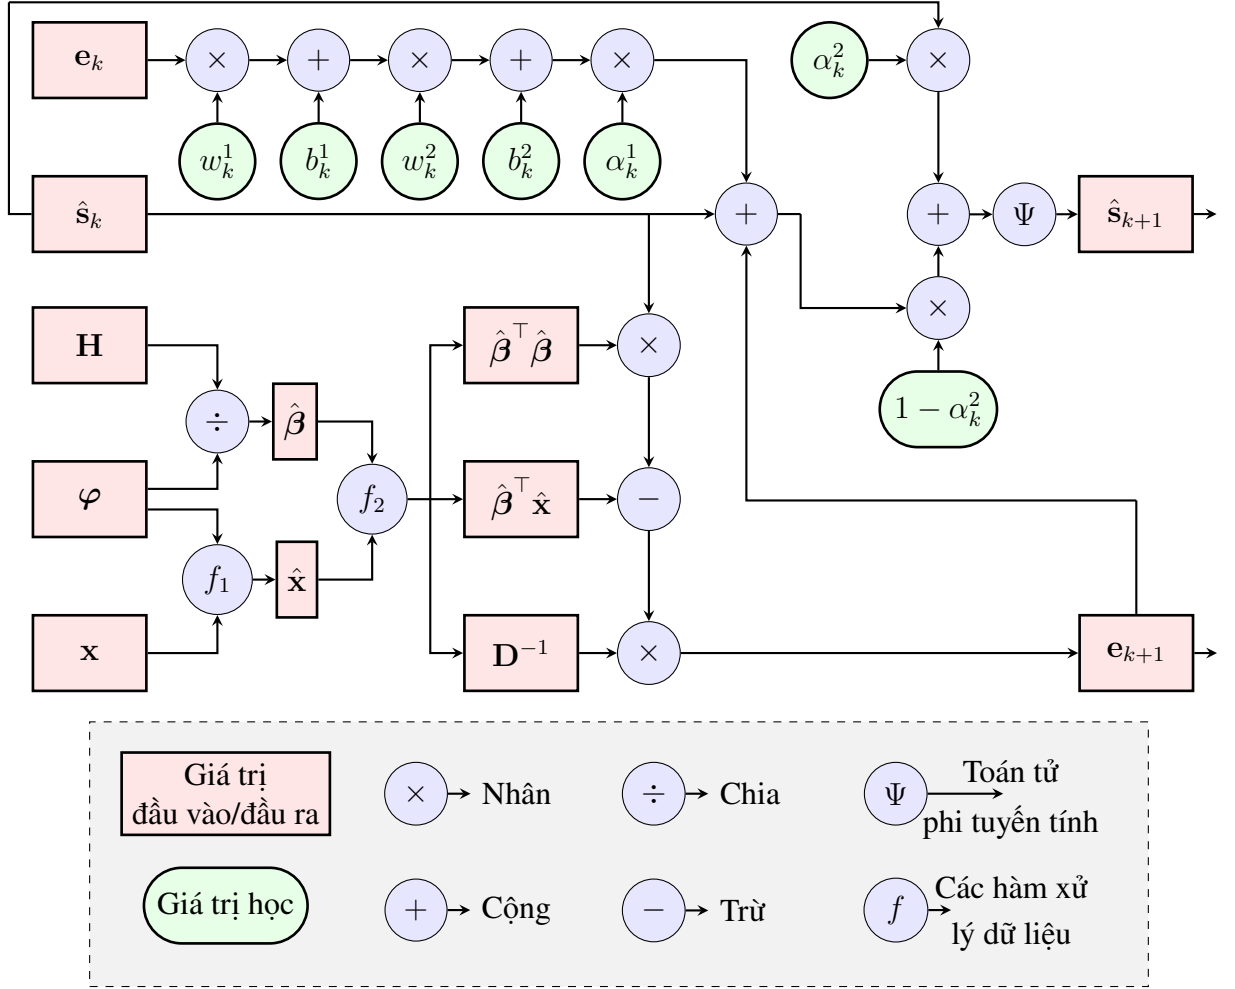 e_k × + × + × α_k^2 ×
w_k^1 b_k^1 w_k^2 b_k^2 α_k^1
ŝ_k + + Ψ ŝ_{k+1}
×
H β̂^⊤β̂ ×
÷ β̂ 1 − α_k^2
φ f_2 β̂^⊤x̂ −
f_1 x̂
x D^{−1} × e_{k+1}
Giá trị
đầu vào/đầu ra
× Nhân
÷ Chia
Ψ Toán tử
phi tuyến tính
Giá trị học
+ Cộng
− Trừ
f Các hàm xử
lý dữ liệu